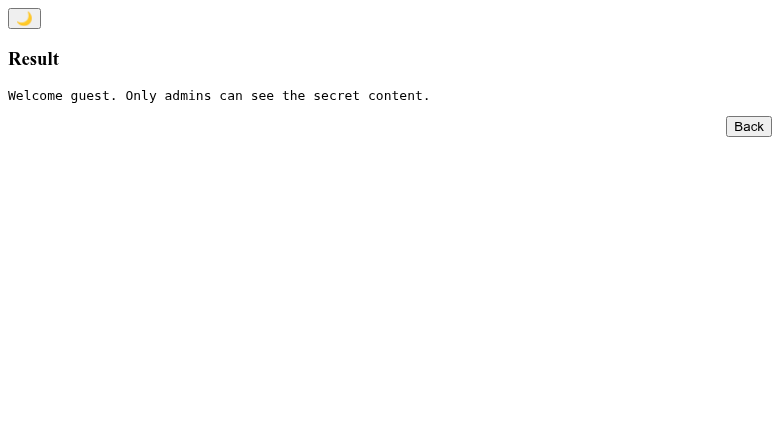 🌙
Result
Welcome guest. Only admins can see the secret content.
Back